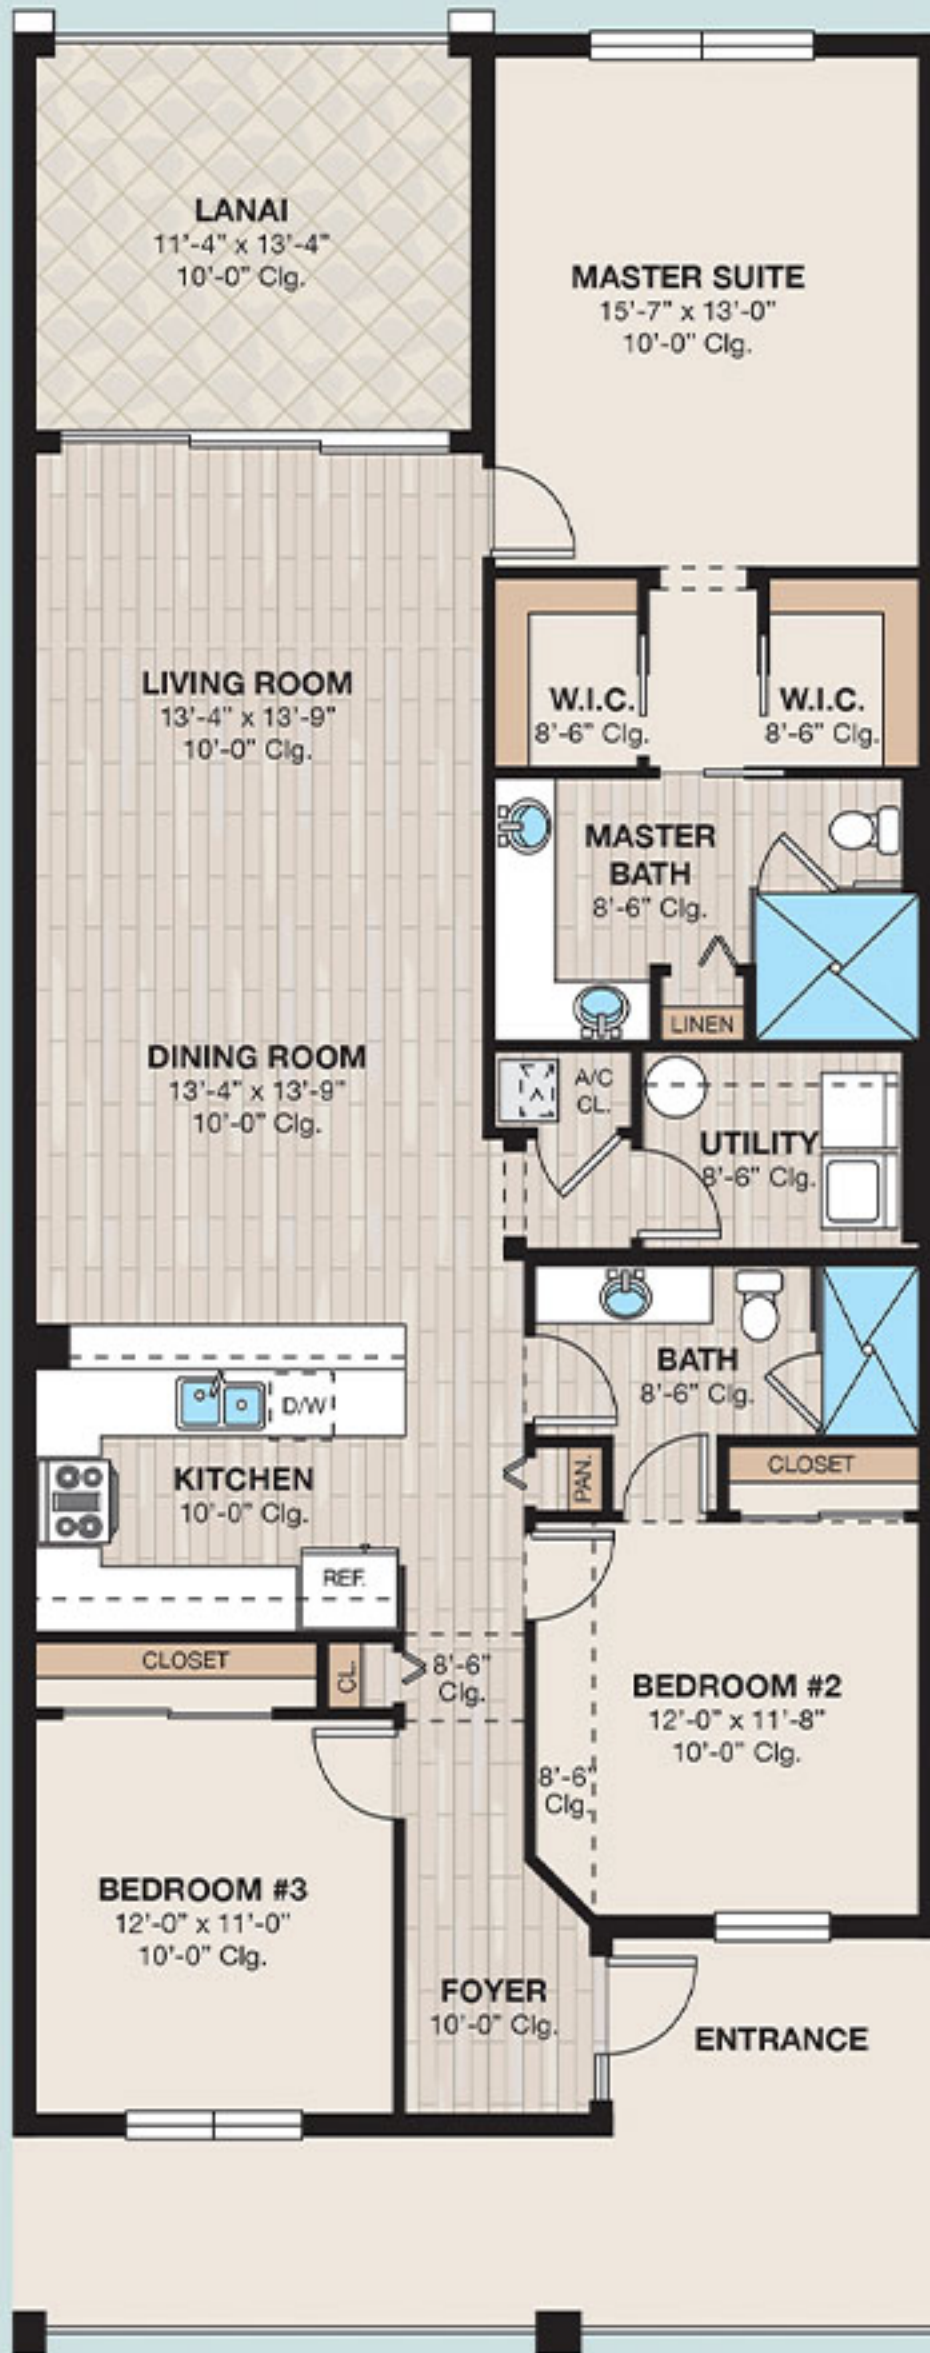 LANAI
11'-4" x 13'-4"
10'-0" Clg.
MASTER SUITE
15'-7" x 13'-0"
10'-0" Clg.
LIVING ROOM
13'-4" x 13'-9"
10'-0" Clg.
W.I.C.
8'-6" Clg.
W.I.C.
8'-6" Clg.
MASTER
BATH
8'-6" Clg.
LINEN
DINING ROOM
13'-4" x 13'-9"
10'-0" Clg.
A/C
CL.
UTILITY
8'-6" Clg.
BATH
8'-6" Clg.
D/W
KITCHEN
10'-0" Clg.
PAN.
CLOSET
REF.
CLOSET
CL.
8'-6"
Clg.
BEDROOM #2
12'-0" x 11'-8"
10'-0" Clg.
8'-6"
Clg.
BEDROOM #3
12'-0" x 11'-0"
10'-0" Clg.
FOYER
10'-0" Clg.
ENTRANCE